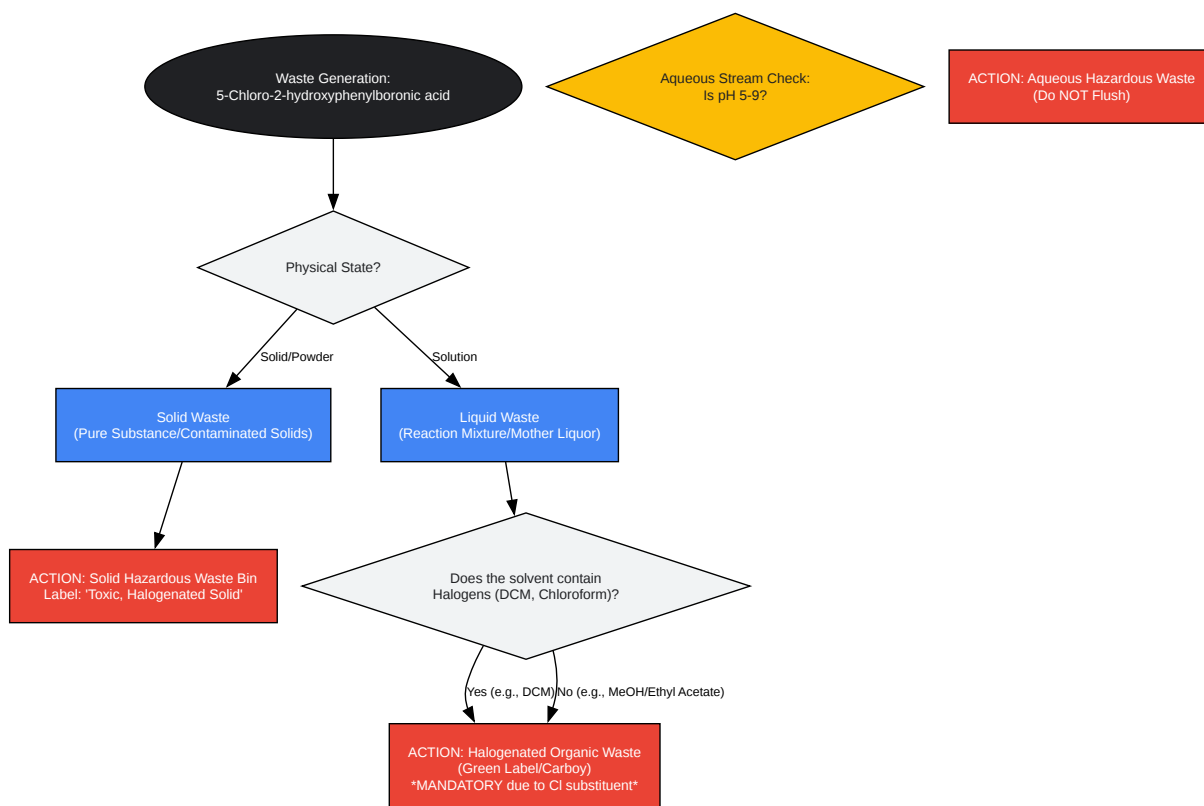 Waste Generation:
5-Chloro-2-hydroxyphenylboronic acid
Aqueous Stream Check:
Is pH 5-9?
ACTION: Aqueous Hazardous Waste
(Do NOT Flush)
Physical State?
Solid/Powder
Solution
Solid Waste
(Pure Substance/Contaminated Solids)
Liquid Waste
(Reaction Mixture/Mother Liquor)
ACTION: Solid Hazardous Waste Bin
Label: 'Toxic, Halogenated Solid'
Does the solvent contain
Halogens (DCM, Chloroform)?
Yes (e.g., DCM)
No (e.g., MeOH/Ethyl Acetate)
ACTION: Halogenated Organic Waste
(Green Label/Carboy)
*MANDATORY due to Cl substituent*